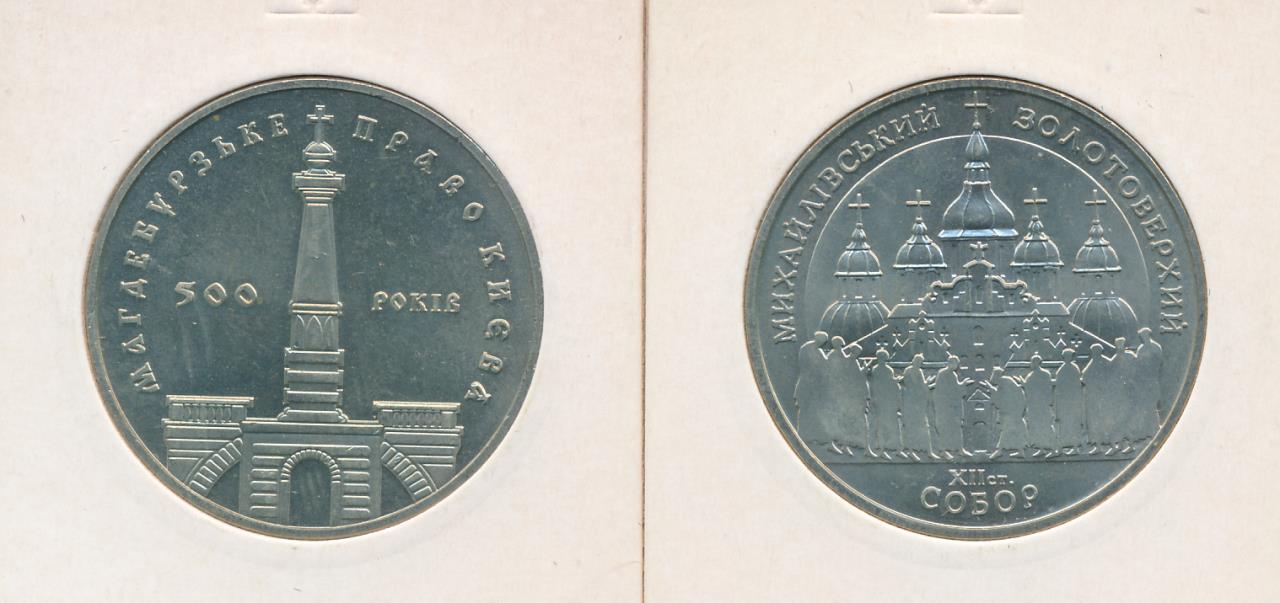 МАГДЕБУРЗЬКЕ ПРАВО КИЄВА
500 РОКІВ
МИХАЙЛІВСЬКИЙ ЗОЛОТОВЕРХИЙ
XII ст.
СОБОР